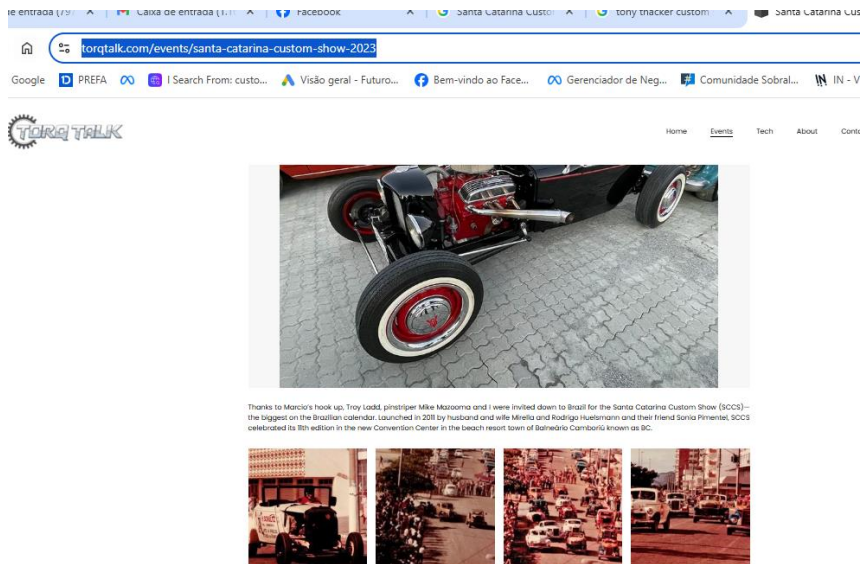 Caixa de entrada (1.1
Facebook
Santa Catarina Custo
tony thacker custom
Santa Catarina Cus
torqtalk.com/events/santa-catarina-custom-show-2023
Google PREFA I Search From: custo... Visão geral - Futuro... Bem-vindo ao Face... Gerenciador de Neg... Comunidade Sobral... IN - V
TORQ TALK
Home Events Tech About Conta
Thanks to Marcio's hook up, Troy Ladd, pinstriper Mike Mazooma and I were invited down to Brazil for the Santa Catarina Custom Show (SCCS)—
the biggest on the Brazilian calendar. Launched in 2011 by husband and wife Mirella and Rodrigo Huelsmann and their friend Sonia Pimentel, SCCS
celebrated its 11th edition in the new Convention Center in the beach resort town of Balneário Camboriú known as BC.